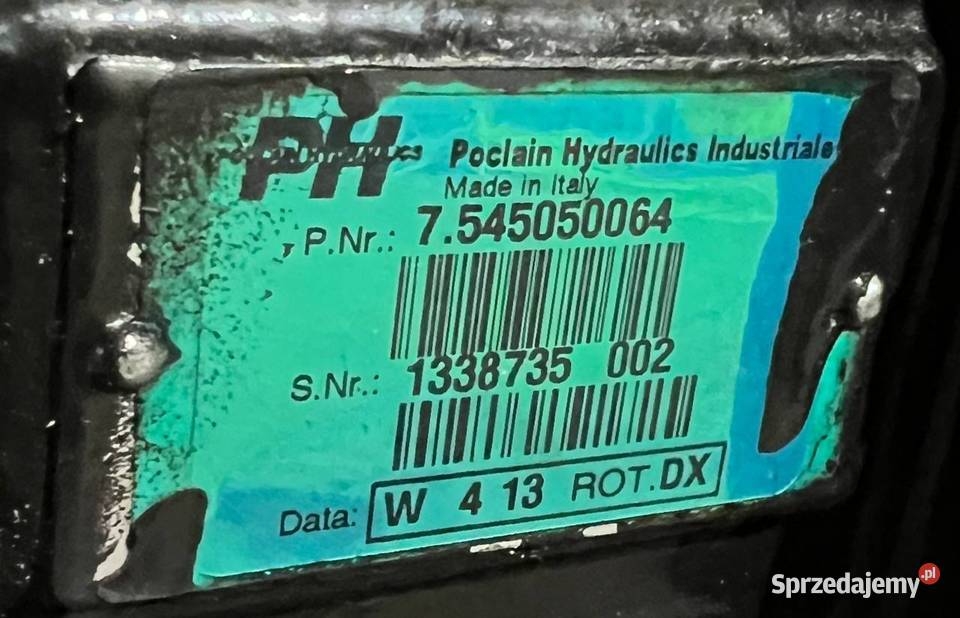 PH Poclain Hydraulics Industriale
Made in Italy
P.Nr.: 7.545050064
S.Nr.: 1338735 002
Data: W 4 13 ROT.DX
Sprzedajemy.pl